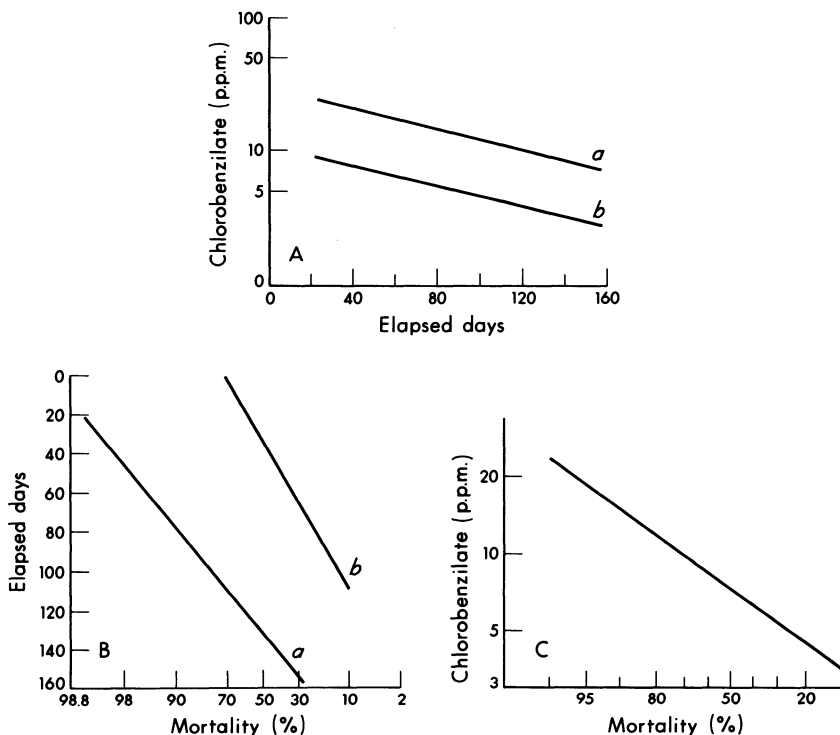 100
50
10
5
0
Chlorobenzilate (p.p.m.)
a
b
A
0 40 80 120 160
Elapsed days
0
20
40
60
80
100
120
140
160
Elapsed days
a
b
B
98.8 98 90 70 50 30 10 2
Mortality (%)
20
10
5
3
Chlorobenzilate (p.p.m.)
C
95 80 50 20
Mortality (%)